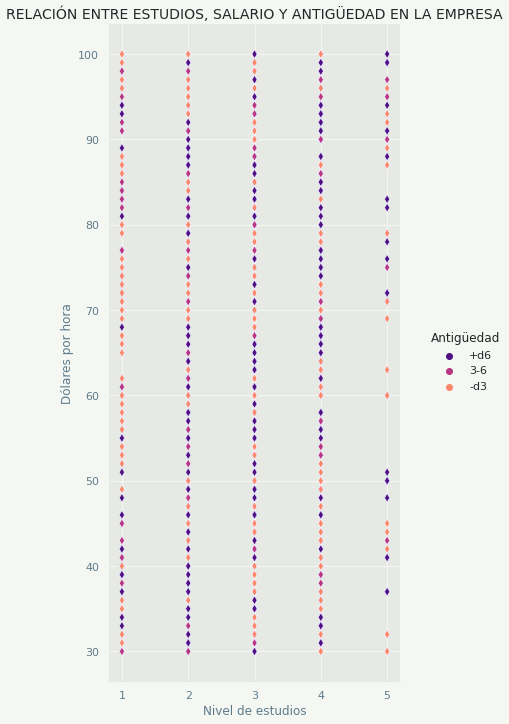 RELACIÓN ENTRE ESTUDIOS, SALARIO Y ANTIGÜEDAD EN LA EMPRESA
100
90
80
70
60
50
40
30
Dólares por hora
1 2 3 4 5
Nivel de estudios
Antigüedad
+d6
3-6
-d3